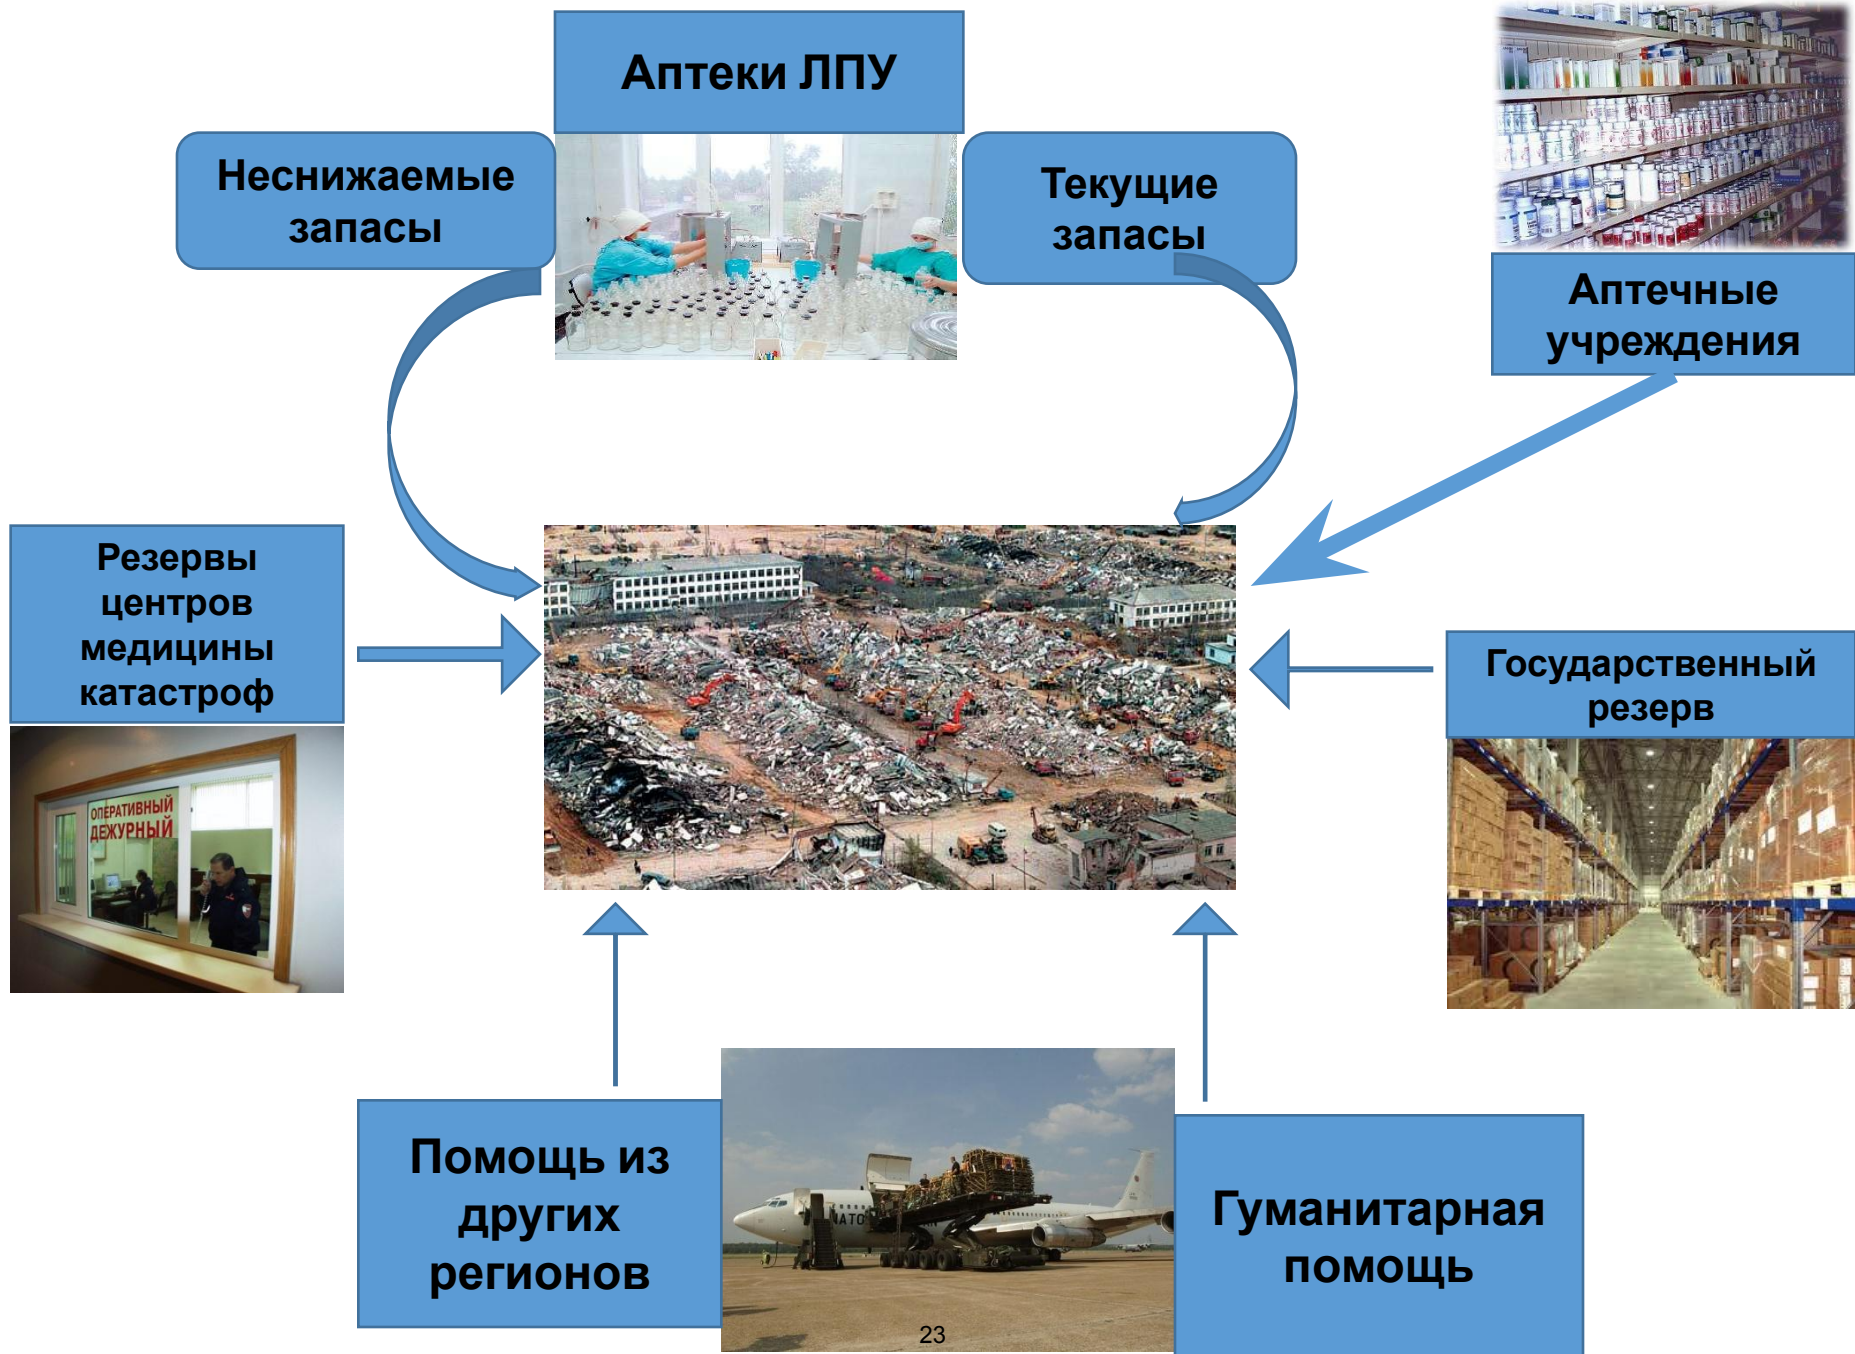 Аптеки ЛПУ
Неснижаемые
запасы
Текущие
запасы
Аптечные
учреждения
Резервы
центров
медицины
катастроф
ОПЕРАТИВНЫЙ
ДЕЖУРНЫЙ
Государственный
резерв
Помощь из
других
регионов
NATO
Гуманитарная
помощь
23